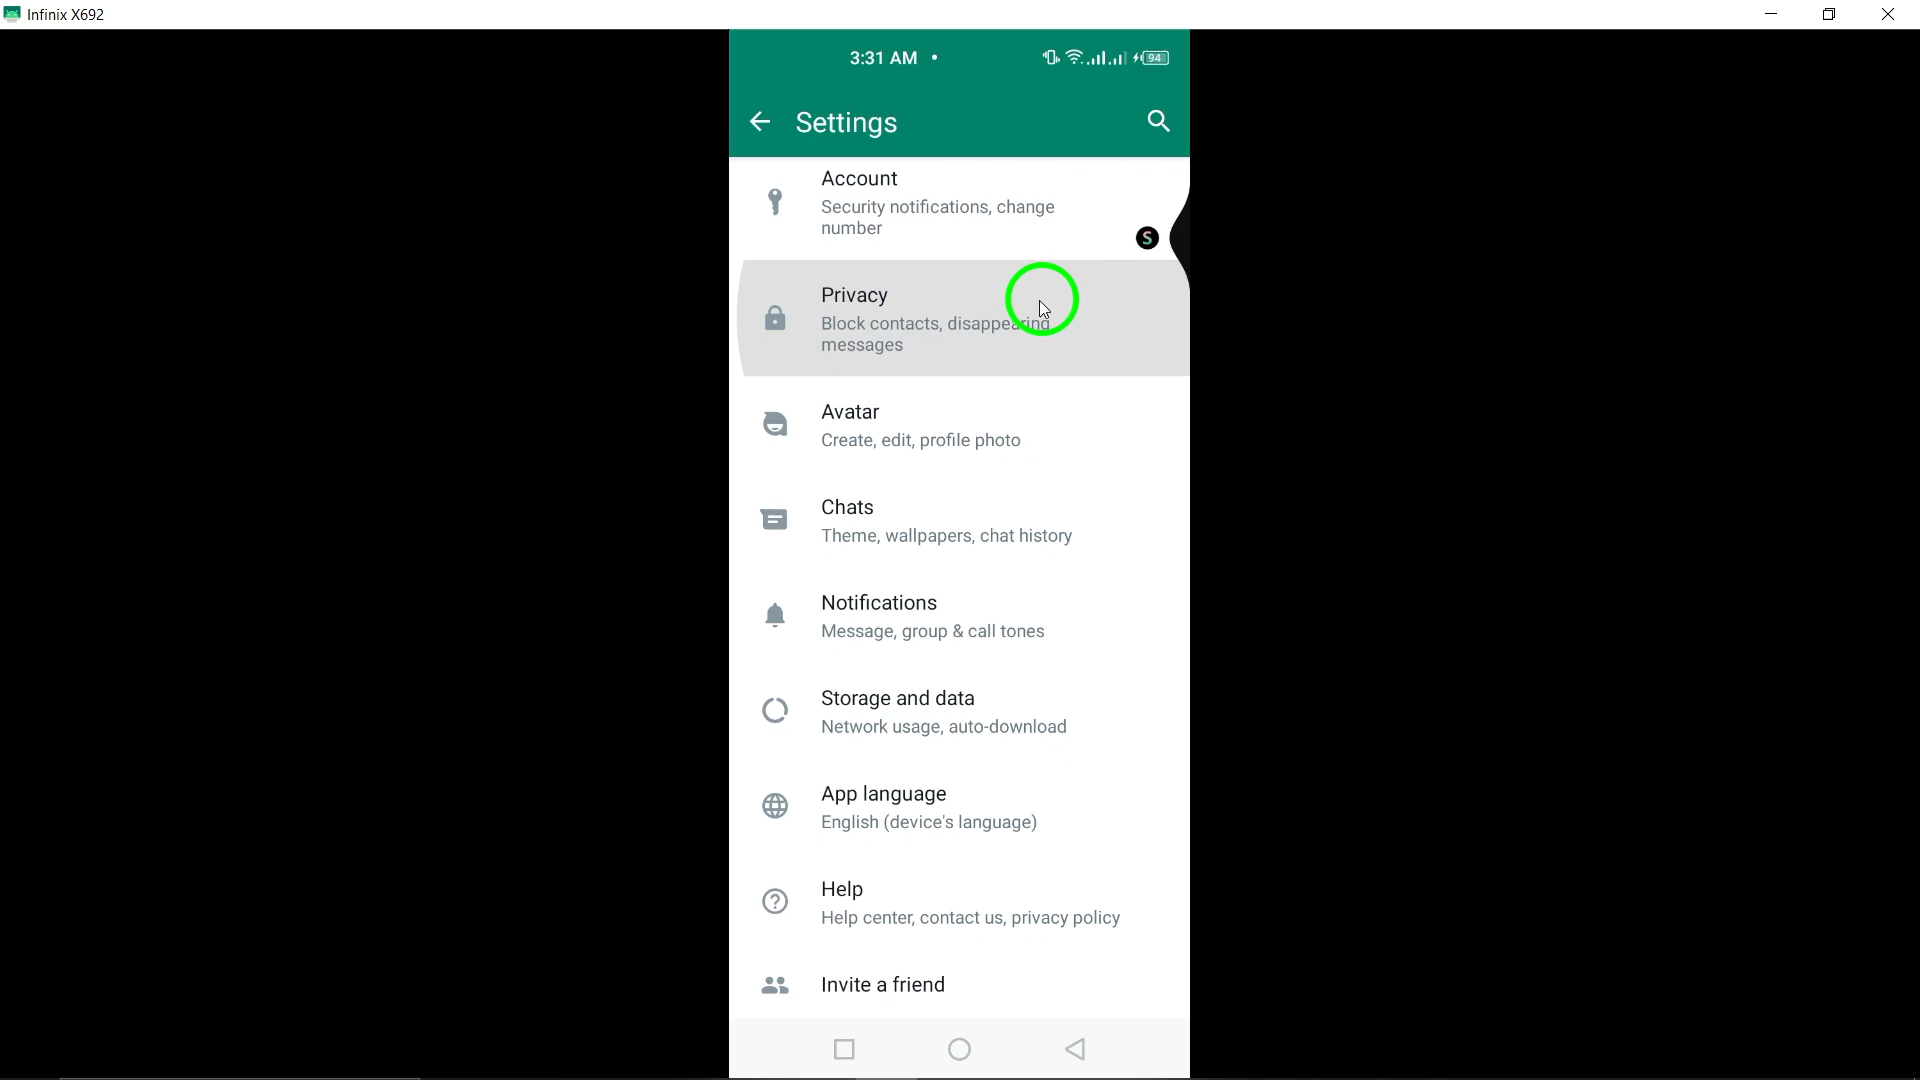 Infinix X692
3:31 AM
94
Settings
Account
Security notifications, change
number
S
Privacy
Block contacts, disappearing
messages
Avatar
Create, edit, profile photo
Chats
Theme, wallpapers, chat history
Notifications
Message, group & call tones
Storage and data
Network usage, auto-download
App language
English (device's language)
Help
Help center, contact us, privacy policy
Invite a friend